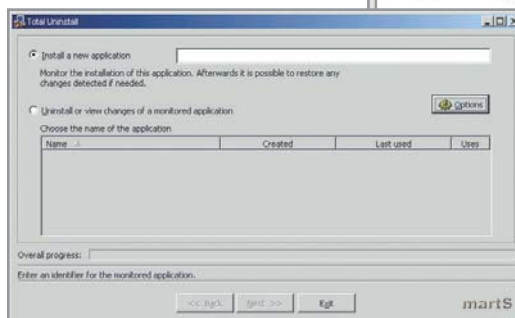 Total Uninstall
Install a new application
Monitor the installation of this application. Afterwards it is possible to restore any
changes detected if needed.
Uninstall or view changes of a monitored application
Options
Choose the name of the application
Name Created Last used Uses
Overall progress:
Enter an identifier for the monitored application.
<< Back Next >> Exit
martS